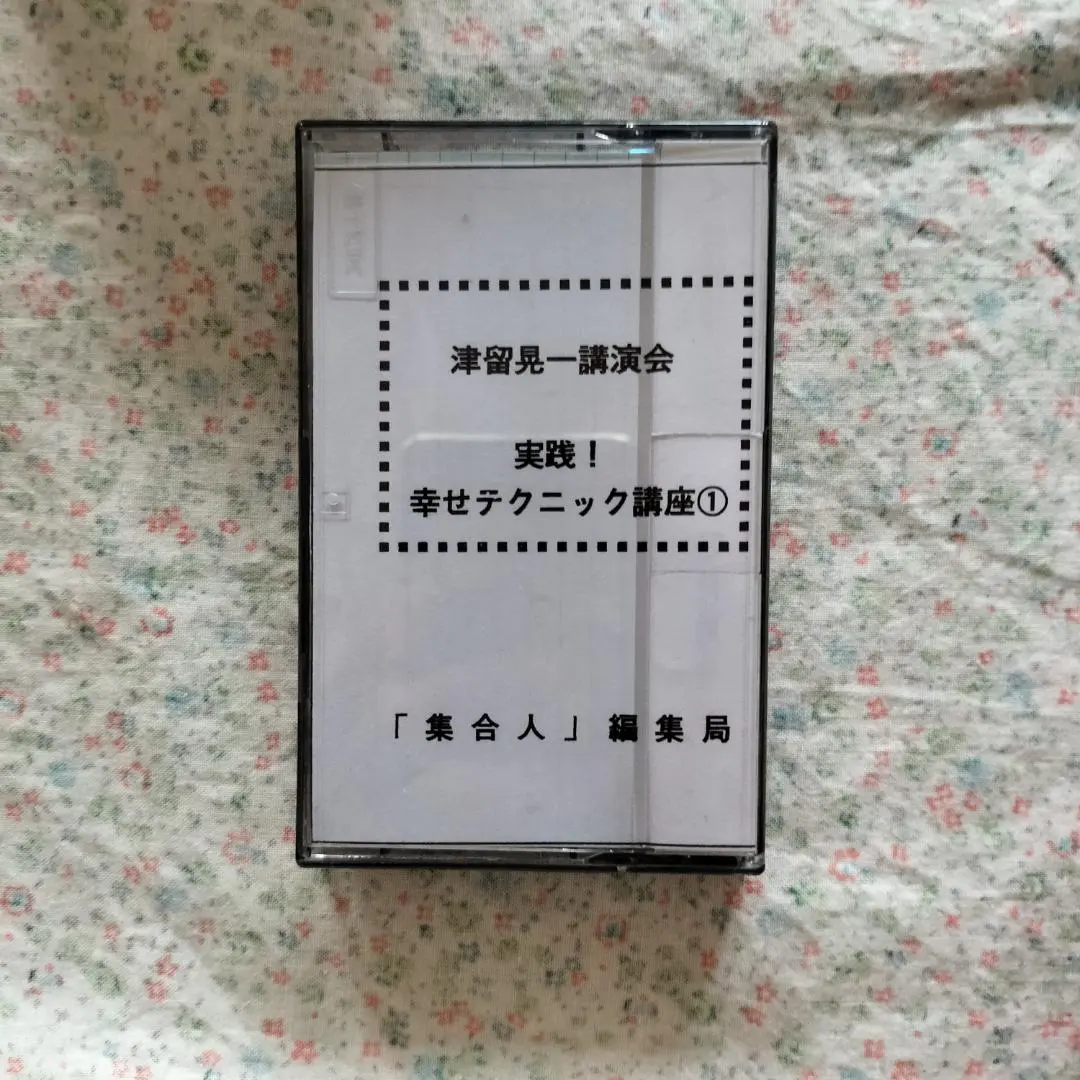 津留晃一講演会
実践！
幸せテクニック講座①
「集合人」編集局